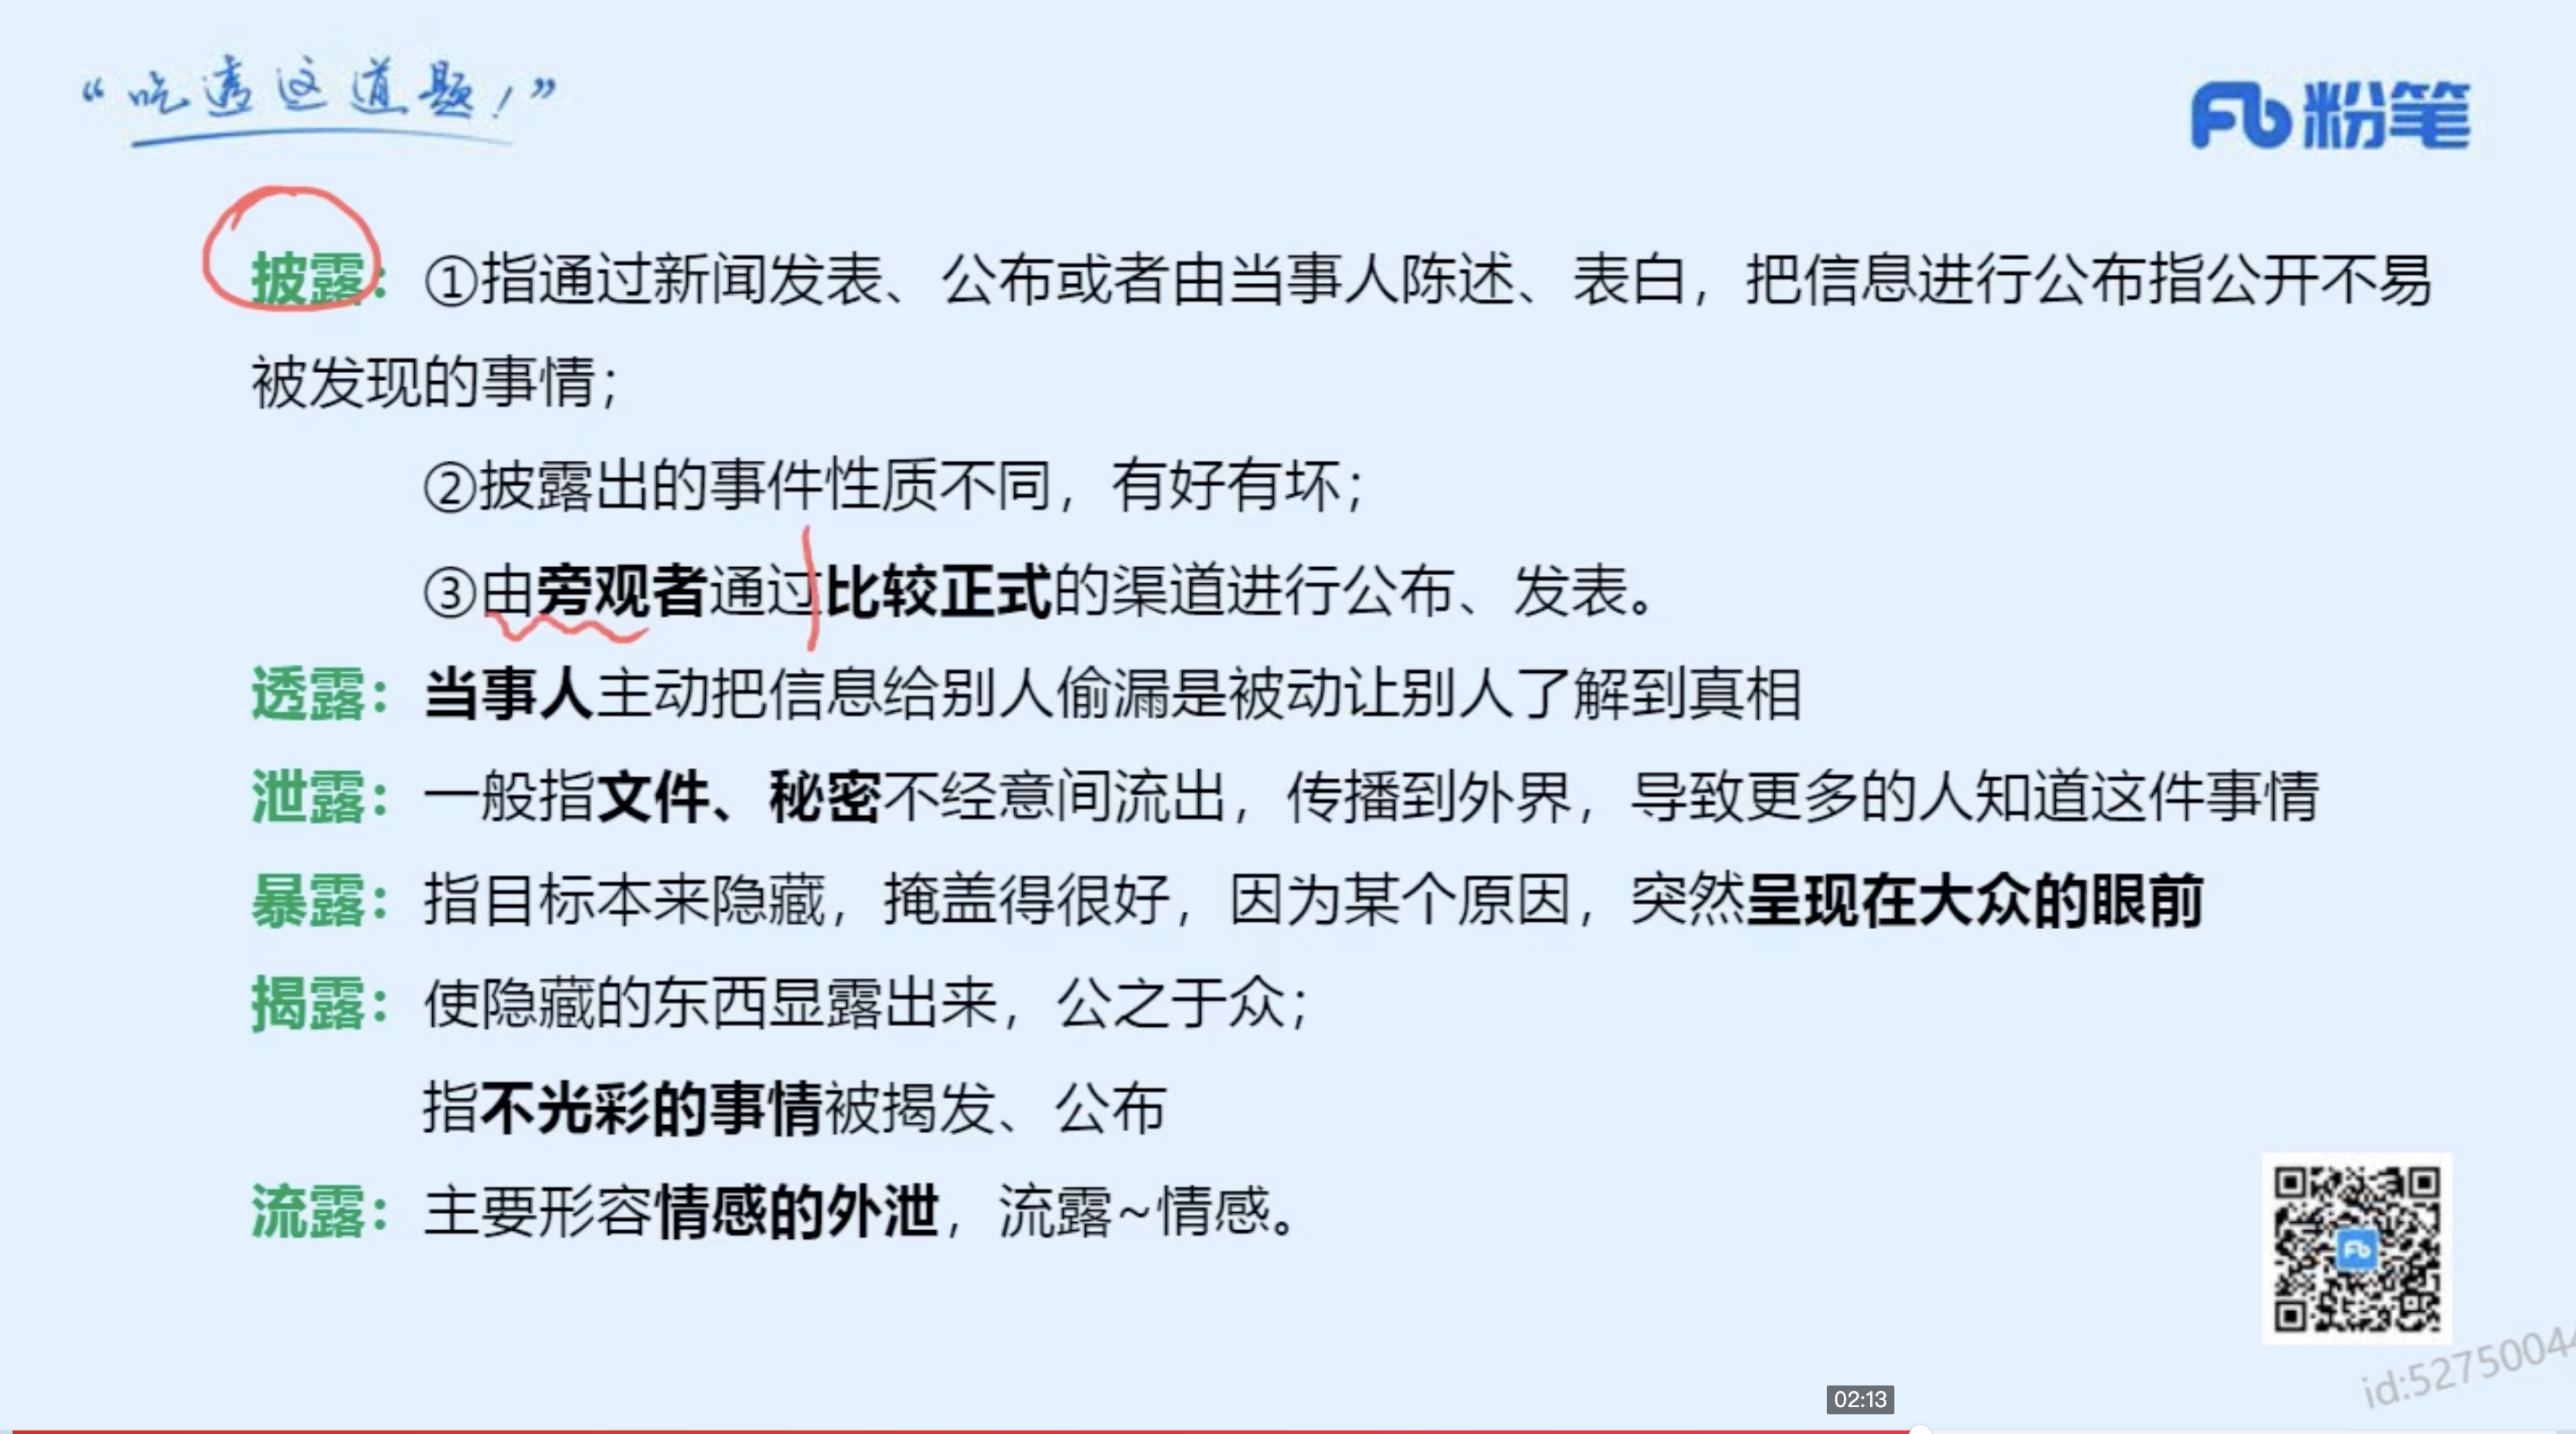 “吃透这道题！”
粉笔
披露：①指通过新闻发表、公布或者由当事人陈述、表白，把信息进行公布指公开不易
被发现的事情；
②披露出的事件性质不同，有好有坏；
③由旁观者通过比较正式的渠道进行公布、发表。
透露：当事人主动把信息给别人偷漏是被动让别人了解到真相
泄露：一般指文件、秘密不经意间流出，传播到外界，导致更多的人知道这件事情
暴露：指目标本来隐藏，掩盖得很好，因为某个原因，突然呈现在大众的眼前
揭露：使隐藏的东西显露出来，公之于众；
指不光彩的事情被揭发、公布
流露：主要形容情感的外泄，流露~情感。
id:5275004
02:13